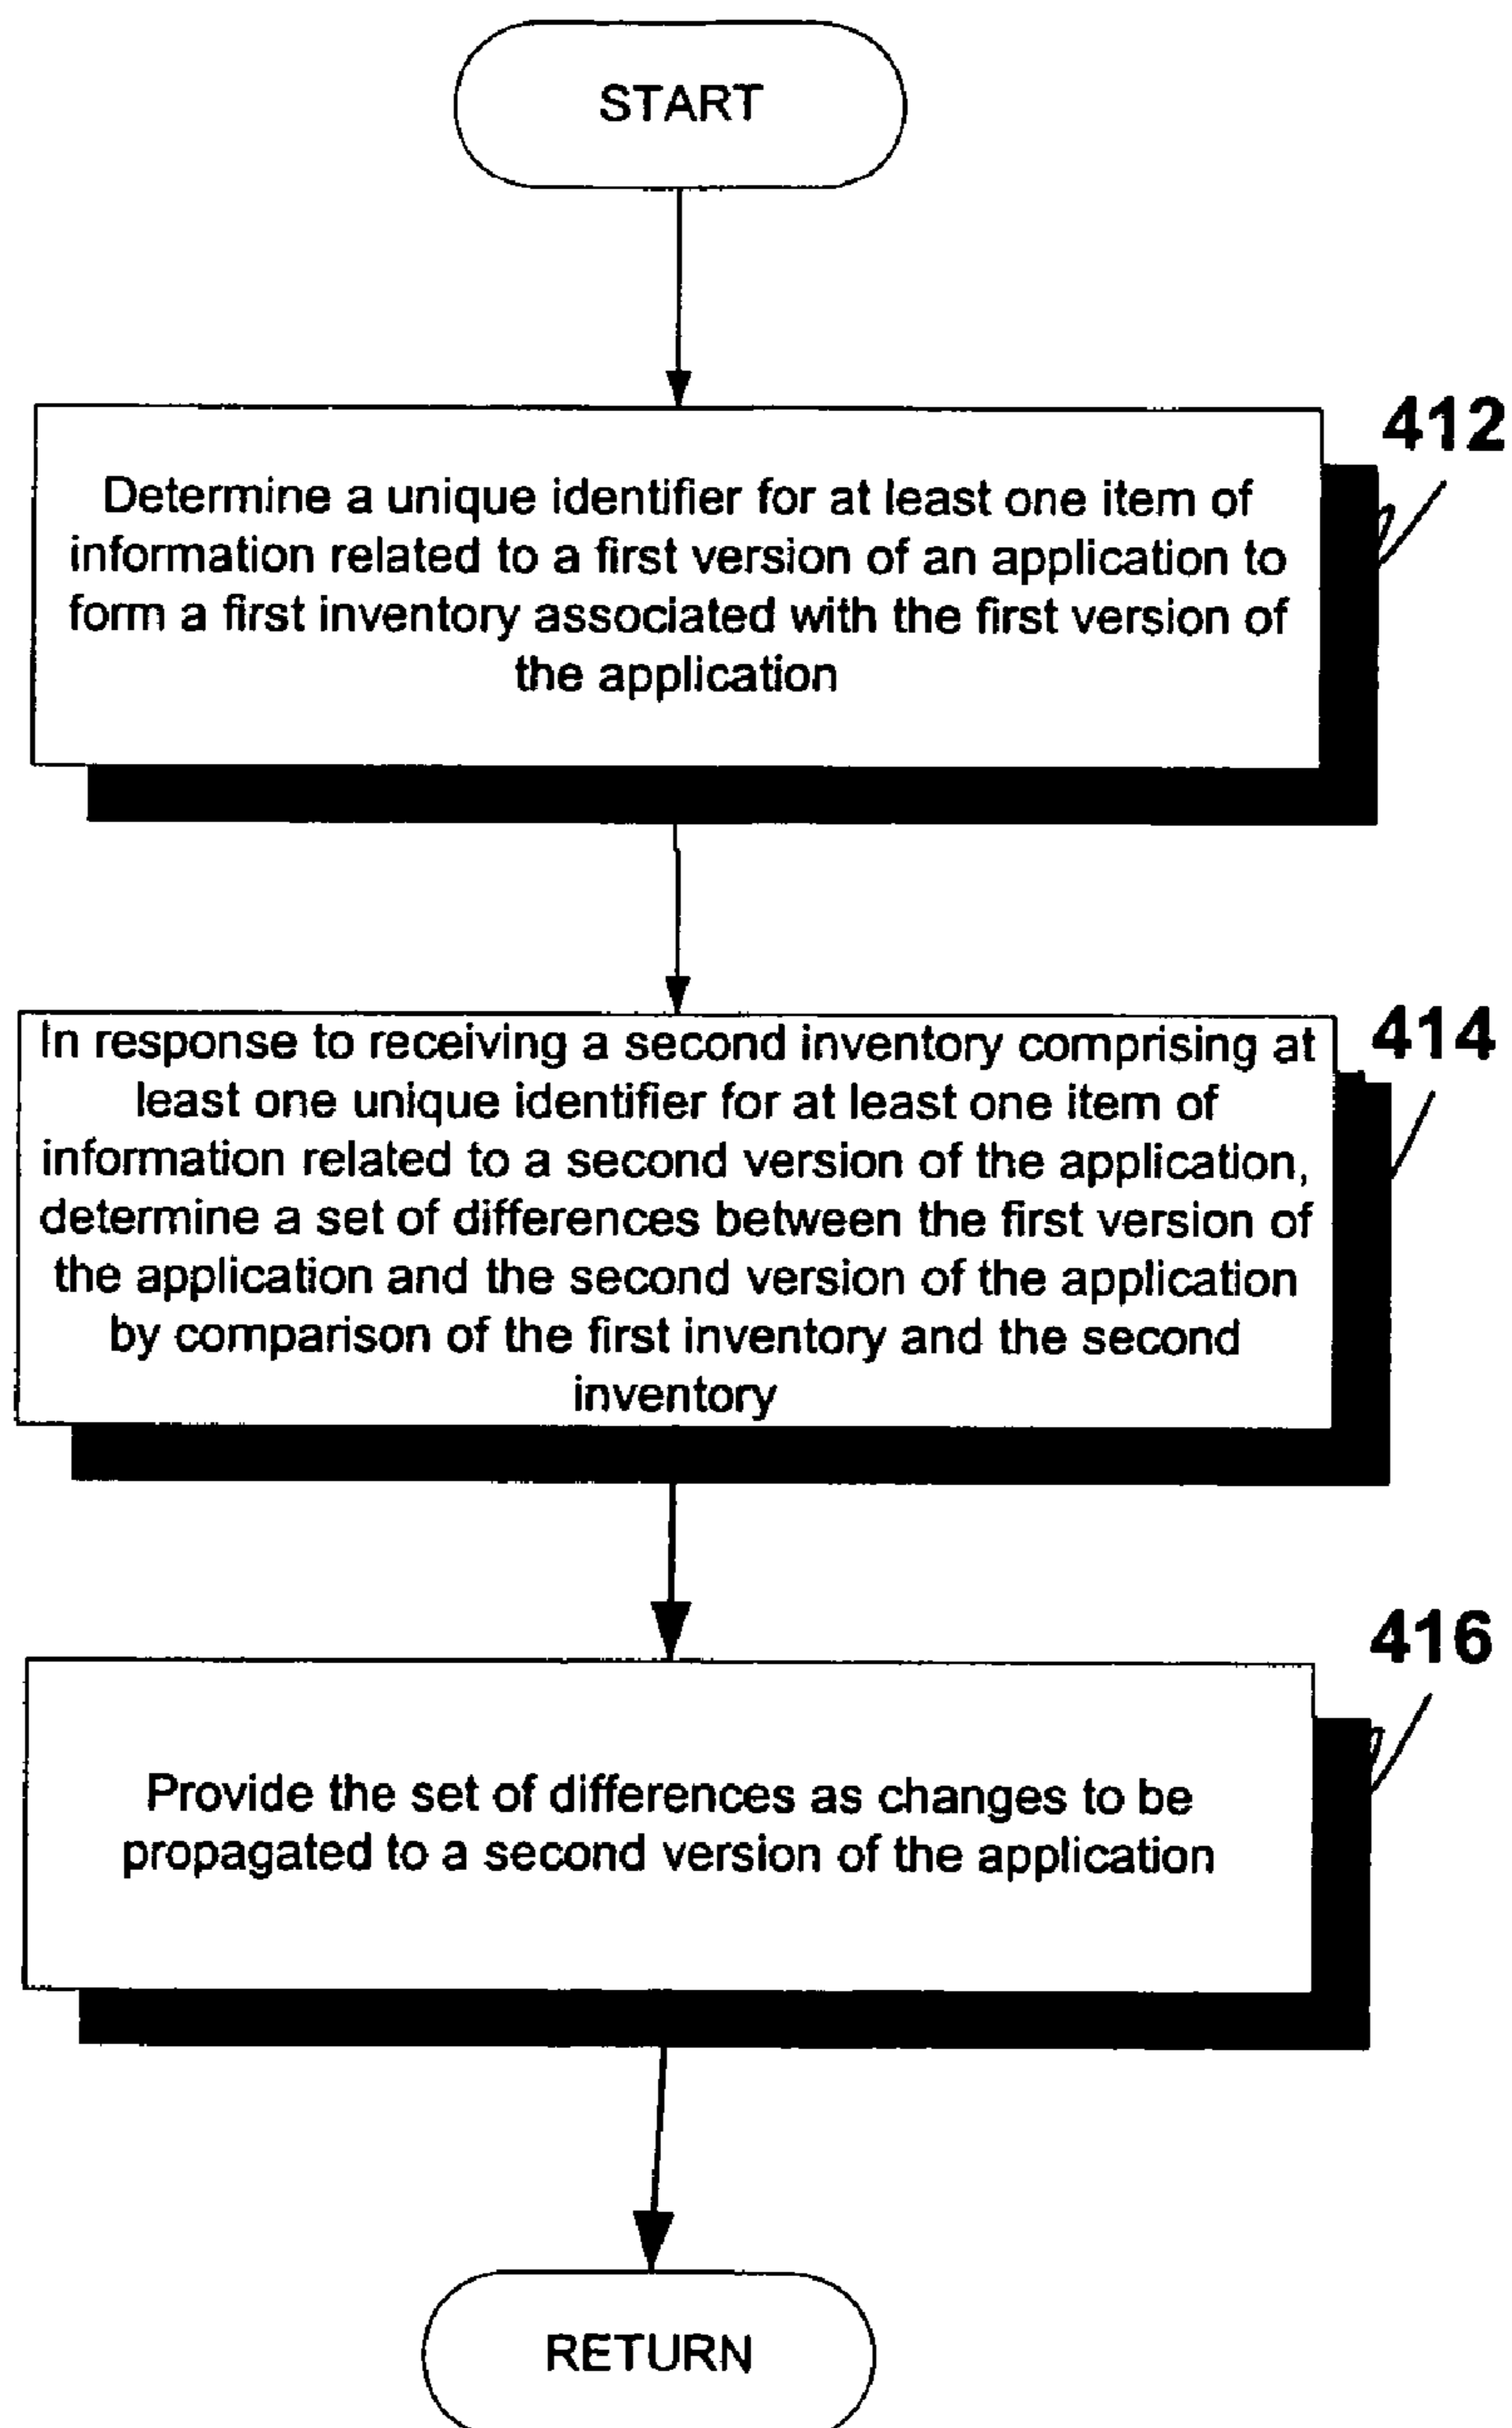 START
412
Determine a unique identifier for at least one item of
information related to a first version of an application to
form a first inventory associated with the first version of
the application
414
In response to receiving a second inventory comprising at
least one unique identifier for at least one item of
information related to a second version of the application,
determine a set of differences between the first version of
the application and the second version of the application
by comparison of the first inventory and the second
inventory
416
Provide the set of differences as changes to be
propagated to a second version of the application
RETURN